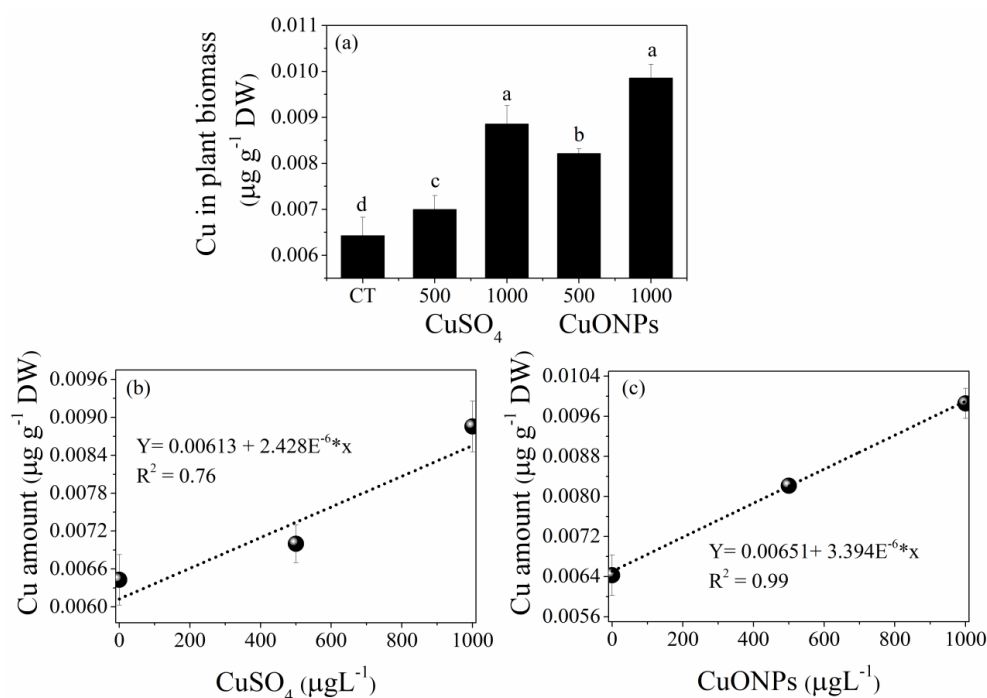 (a)
Cu in plant biomass
(µg g⁻¹ DW)
0.011
0.010
0.009
0.008
0.007
0.006
d
c
a
b
a
CT 500 1000 500 1000
CuSO₄ CuONPs
(b)
Cu amount (µg g⁻¹ DW)
0.0096
0.0090
0.0084
0.0078
0.0072
0.0066
0.0060
Y= 0.00613 + 2.428E⁻⁶*x
R² = 0.76
0 200 400 600 800 1000
CuSO₄ (µgL⁻¹)
(c)
Cu amount (µg g⁻¹ DW)
0.0104
0.0096
0.0088
0.0080
0.0072
0.0064
0.0056
Y= 0.00651+ 3.394E⁻⁶*x
R² = 0.99
0 200 400 600 800 1000
CuONPs (µgL⁻¹)